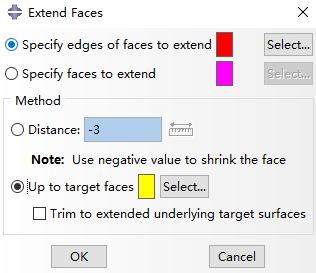 Extend Faces
Specify edges of faces to extend Select...
Specify faces to extend Select...
Method
Distance: -3
Note: Use negative value to shrink the face
Up to target faces Select...
Trim to extended underlying target surfaces
OK Cancel